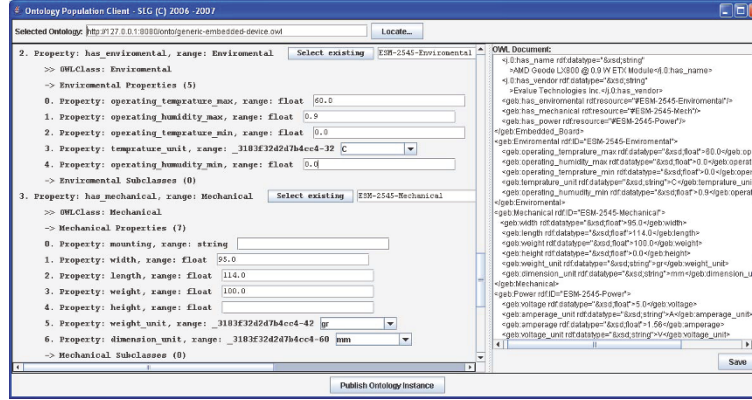 Ontology Population Client - SEG (C) 2006 -2007
Selected Ontology: http://127.0.0.1:8080/onto/generic-embedded-device.owl Locate...
2. Property: has_enviromental, range: Enviromental Select existing ESM-2545-Enviromental
>> OWLClass: Enviromental
-> Enviromental Properties (5)
0. Property: operating_temprature_max, range: float 60.0
1. Property: operating_humidity_max, range: float 0.9
2. Property: operating_temprature_min, range: float 0.0
3. Property: temprature_unit, range: _3183f32d2d7b4cc4-32 C
4. Property: operating_humudity_min, range: float 0.0
-> Enviromental Subclasses (0)
3. Property: has_mechanical, range: Mechanical Select existing ESM-2545-Mechanical
>> OWLClass: Mechanical
-> Mechanical Properties (7)
0. Property: mounting, range: string
1. Property: width, range: float 95.0
2. Property: length, range: float 114.0
3. Property: weight, range: float 100.0
4. Property: height, range: float
5. Property: weight_unit, range: _3183f32d2d7b4cc4-42 gr
6. Property: dimension_unit, range: _3183f32d2d7b4cc4-60 mm
-> Mechanical Subclasses (0)
OWL Document:
<j.0:has_name rdf:datatype="&xsd;string"
>AMD Geode LX800 @ 0.9 W ETX Module</j.0:has_name>
<j.0:has_vendor rdf:datatype="&xsd;string"
>Evalue Technologies Inc.</j.0:has_vendor>
<geb:has_enviromental rdf:resource="#ESM-2545-Enviromental"/>
<geb:has_mechanical rdf:resource="#ESM-2545-Mech"/>
<geb:has_power rdf:resource="#ESM-2545-Power"/>
</geb:Embedded_Board>
<geb:Enviromental rdf:ID="ESM-2545-Enviromental">
<geb:operating_temprature_max rdf:datatype="&xsd;float">60.0</geb:oper
<geb:operating_humidity_max rdf:datatype="&xsd;float">0.0</geb:operat
<geb:operating_temprature_min rdf:datatype="&xsd;float">0.0</geb:ope
<geb:temprature_unit rdf:datatype="&xsd;string">C</geb:temprature_uni
<geb:operating_humudity_min rdf:datatype="&xsd;float">0.9</geb:operat
</geb:Enviromental>
<geb:Mechanical rdf:ID="ESM-2545-Mechanical">
<geb:width rdf:datatype="&xsd;float">95.0</geb:width>
<geb:length rdf:datatype="&xsd;float">114.0</geb:length>
<geb:weight rdf:datatype="&xsd;float">100.0</geb:weight>
<geb:height rdf:datatype="&xsd;float">0.0</geb:height>
<geb:weight_unit rdf:datatype="&xsd;string">gr</geb:weight_unit>
<geb:dimension_unit rdf:datatype="&xsd;string">mm</geb:dimension_u
</geb:Mechanical>
<geb:Power rdf:ID="ESM-2545-Power">
<geb:voltage rdf:datatype="&xsd;float">5.0</geb:voltage>
<geb:amperage_unit rdf:datatype="&xsd;string">A</geb:amperage_unit>
<geb:amperage rdf:datatype="&xsd;float">1.56</geb:amperage>
<geb:voltage_unit rdf:datatype="&xsd;string">V</geb:voltage_unit>
Save
Publish Ontology Instance